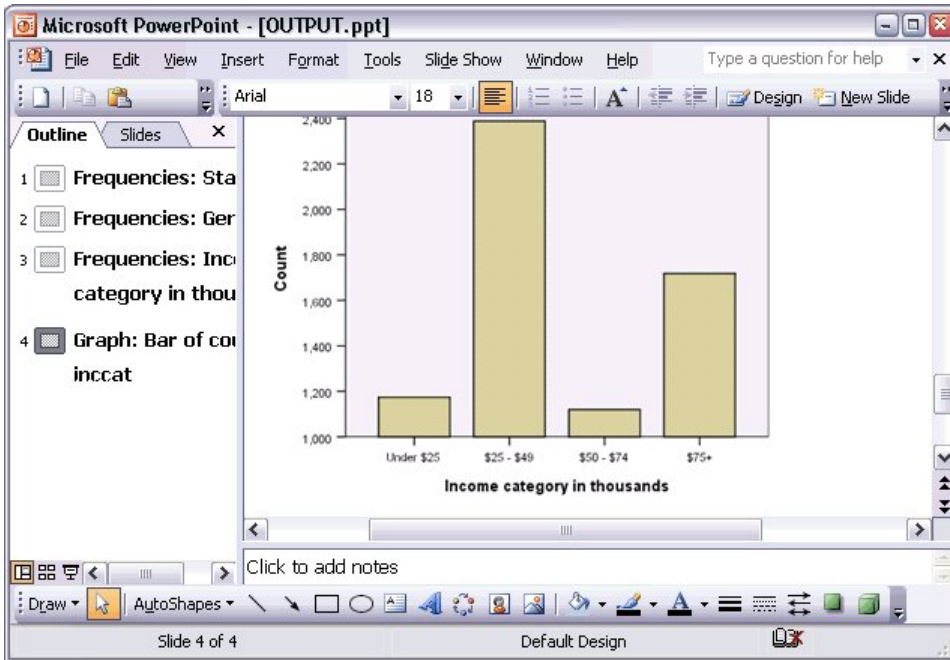 Microsoft PowerPoint - [OUTPUT.ppt]
File Edit View Insert Format Tools Slide Show Window Help Type a question for help
Arial 18 A Design New Slide
Outline Slides
1 Frequencies: Sta
2 Frequencies: Ger
3 Frequencies: Inc
category in thou
4 Graph: Bar of cou
inccat
2,400
2,200
2,000
1,800
1,600
1,400
1,200
1,000
Count
Under $25 $25 - $49 $50 - $74 $75+
Income category in thousands
Click to add notes
Draw AutoShapes A
Slide 4 of 4 Default Design